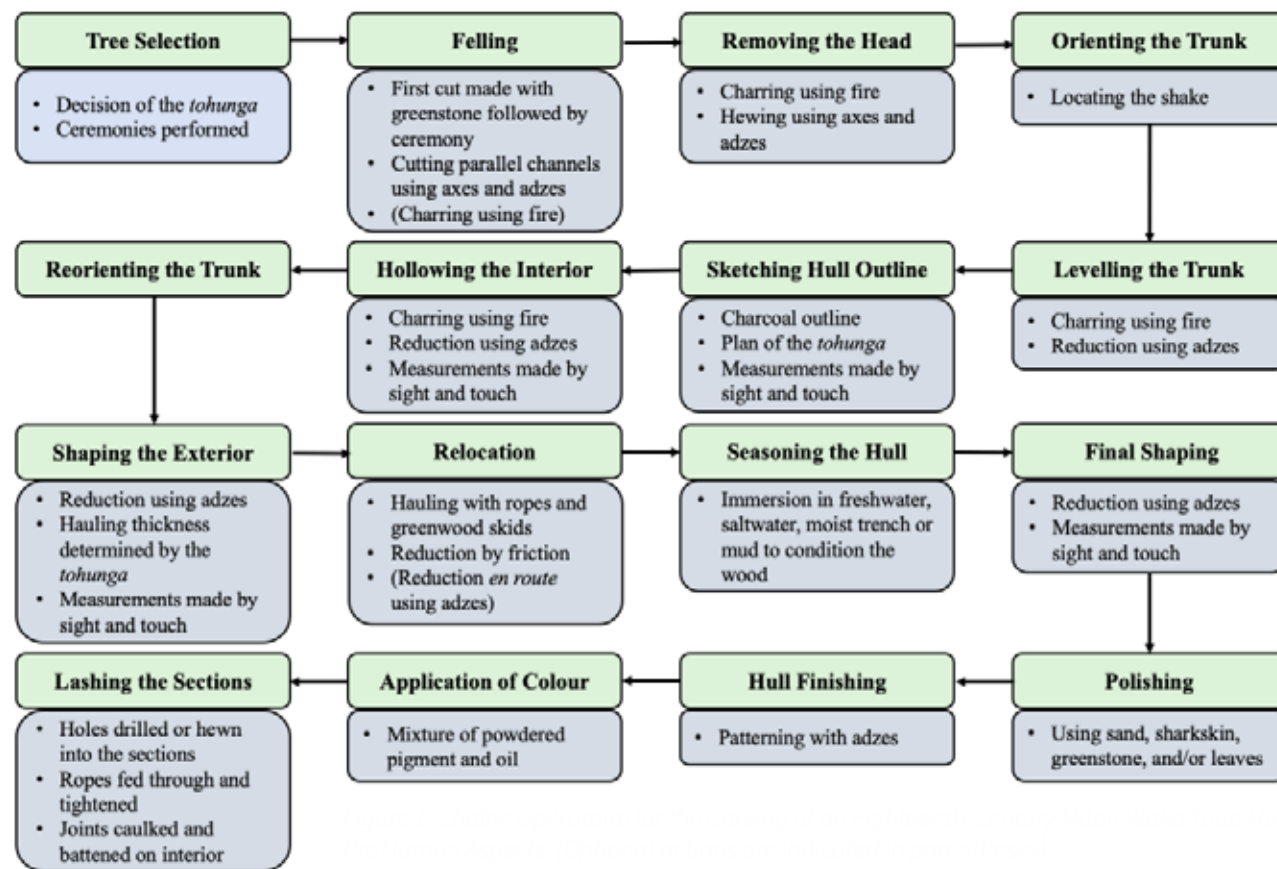 Tree Selection
• Decision of the tohunga
• Ceremonies performed
Felling
• First cut made with
greenstone followed by
ceremony
• Cutting parallel channels
using axes and adzes
• (Charring using fire)
Removing the Head
• Charring using fire
• Hewing using axes and
adzes
Orienting the Trunk
• Locating the shake
Levelling the Trunk
• Charring using fire
• Reduction using adzes
Sketching Hull Outline
• Charcoal outline
• Plan of the tohunga
• Measurements made by
sight and touch
Hollowing the Interior
• Charring using fire
• Reduction using adzes
• Measurements made by
sight and touch
Reorienting the Trunk
Shaping the Exterior
• Reduction using adzes
• Hauling thickness
determined by the
tohunga
• Measurements made by
sight and touch
Relocation
• Hauling with ropes and
greenwood skids
• Reduction by friction
• (Reduction en route
using adzes)
Seasoning the Hull
• Immersion in freshwater,
saltwater, moist trench or
mud to condition the
wood
Final Shaping
• Reduction using adzes
• Measurements made by
sight and touch
Polishing
• Using sand, sharkskin,
greenstone, and/or leaves
Hull Finishing
• Patterning with adzes
Application of Colour
• Mixture of powdered
pigment and oil
Lashing the Sections
• Holes drilled or hewn
into the sections
• Ropes fed through and
tightened
• Joints caulked and
battened on interior